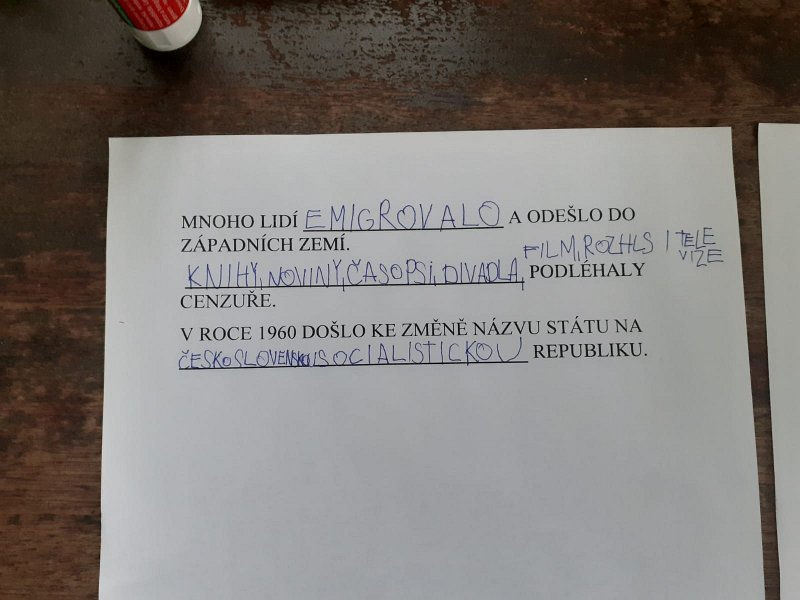 MNOHO LIDÍ EMIGROVALO A ODEŠLO DO
ZÁPADNÍCH ZEMÍ.
KNIHY, NOVINY, ČASOPSI, DIVADLA, FILM, ROZHLS I TELE
VIZE
PODLÉHALY
CENZUŘE.
V ROCE 1960 DOŠLO KE ZMĚNĚ NÁZVU STÁTU NA
ČESKOSLOVENSKOU SOCIALISTICKOU REPUBLIKU.